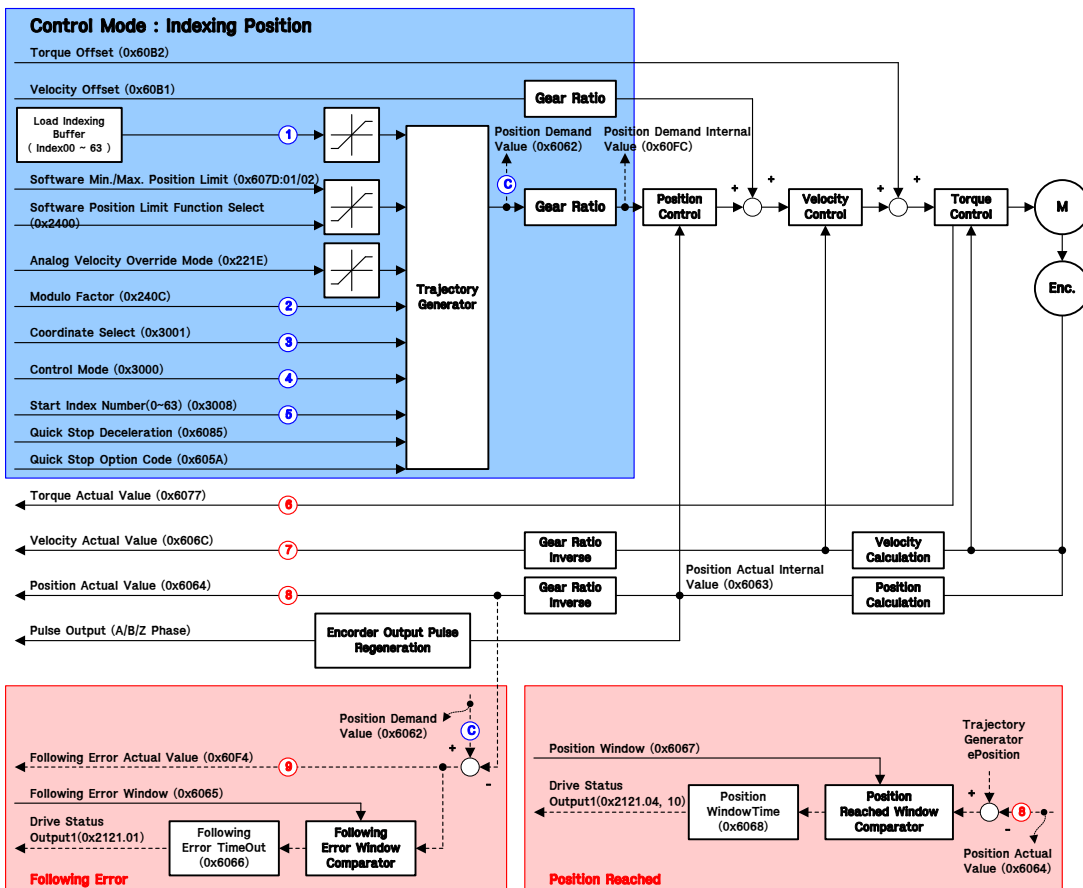 Control Mode : Indexing Position
Torque Offset (0x60B2)
Velocity Offset (0x60B1)
Gear Ratio
Load Indexing
Buffer
( Index00 ~ 63 )
1
Position Demand
Value (0x6062)
Position Demand Internal
Value (0x60FC)
C
Software Min./Max. Position Limit (0x607D:01/02)
Software Position Limit Function Select
(0x2400)
Gear Ratio
Position
Control
+
+
Velocity
Control
+
+
Torque
Control
M
Analog Velocity Override Mode (0x221E)
Trajectory
Generator
Enc.
Modulo Factor (0x240C)
2
Coordinate Select (0x3001)
3
Control Mode (0x3000)
4
Start Index Number(0~63) (0x3008)
5
Quick Stop Deceleration (0x6085)
Quick Stop Option Code (0x605A)
Torque Actual Value (0x6077)
6
Velocity Actual Value (0x606C)
7
Gear Ratio
Inverse
Velocity
Calculation
Position Actual Value (0x6064)
8
Gear Ratio
Inverse
Position Actual Internal
Value (0x6063)
Position
Calculation
Pulse Output (A/B/Z Phase)
Encorder Output Pulse
Regeneration
Position Demand
Value (0x6062)
C
+
-
Following Error Actual Value (0x60F4)
9
Following Error Window (0x6065)
Drive Status
Output1(0x2121.01)
Following
Error TimeOut
(0x6066)
Following
Error Window
Comparator
Following Error
Position Window (0x6067)
Trajectory
Generator
ePosition
Drive Status
Output1(0x2121.04, 10)
Position
WindowTime
(0x6068)
Position
Reached Window
Comparator
+
-
8
Position Actual
Value (0x6064)
Position Reached